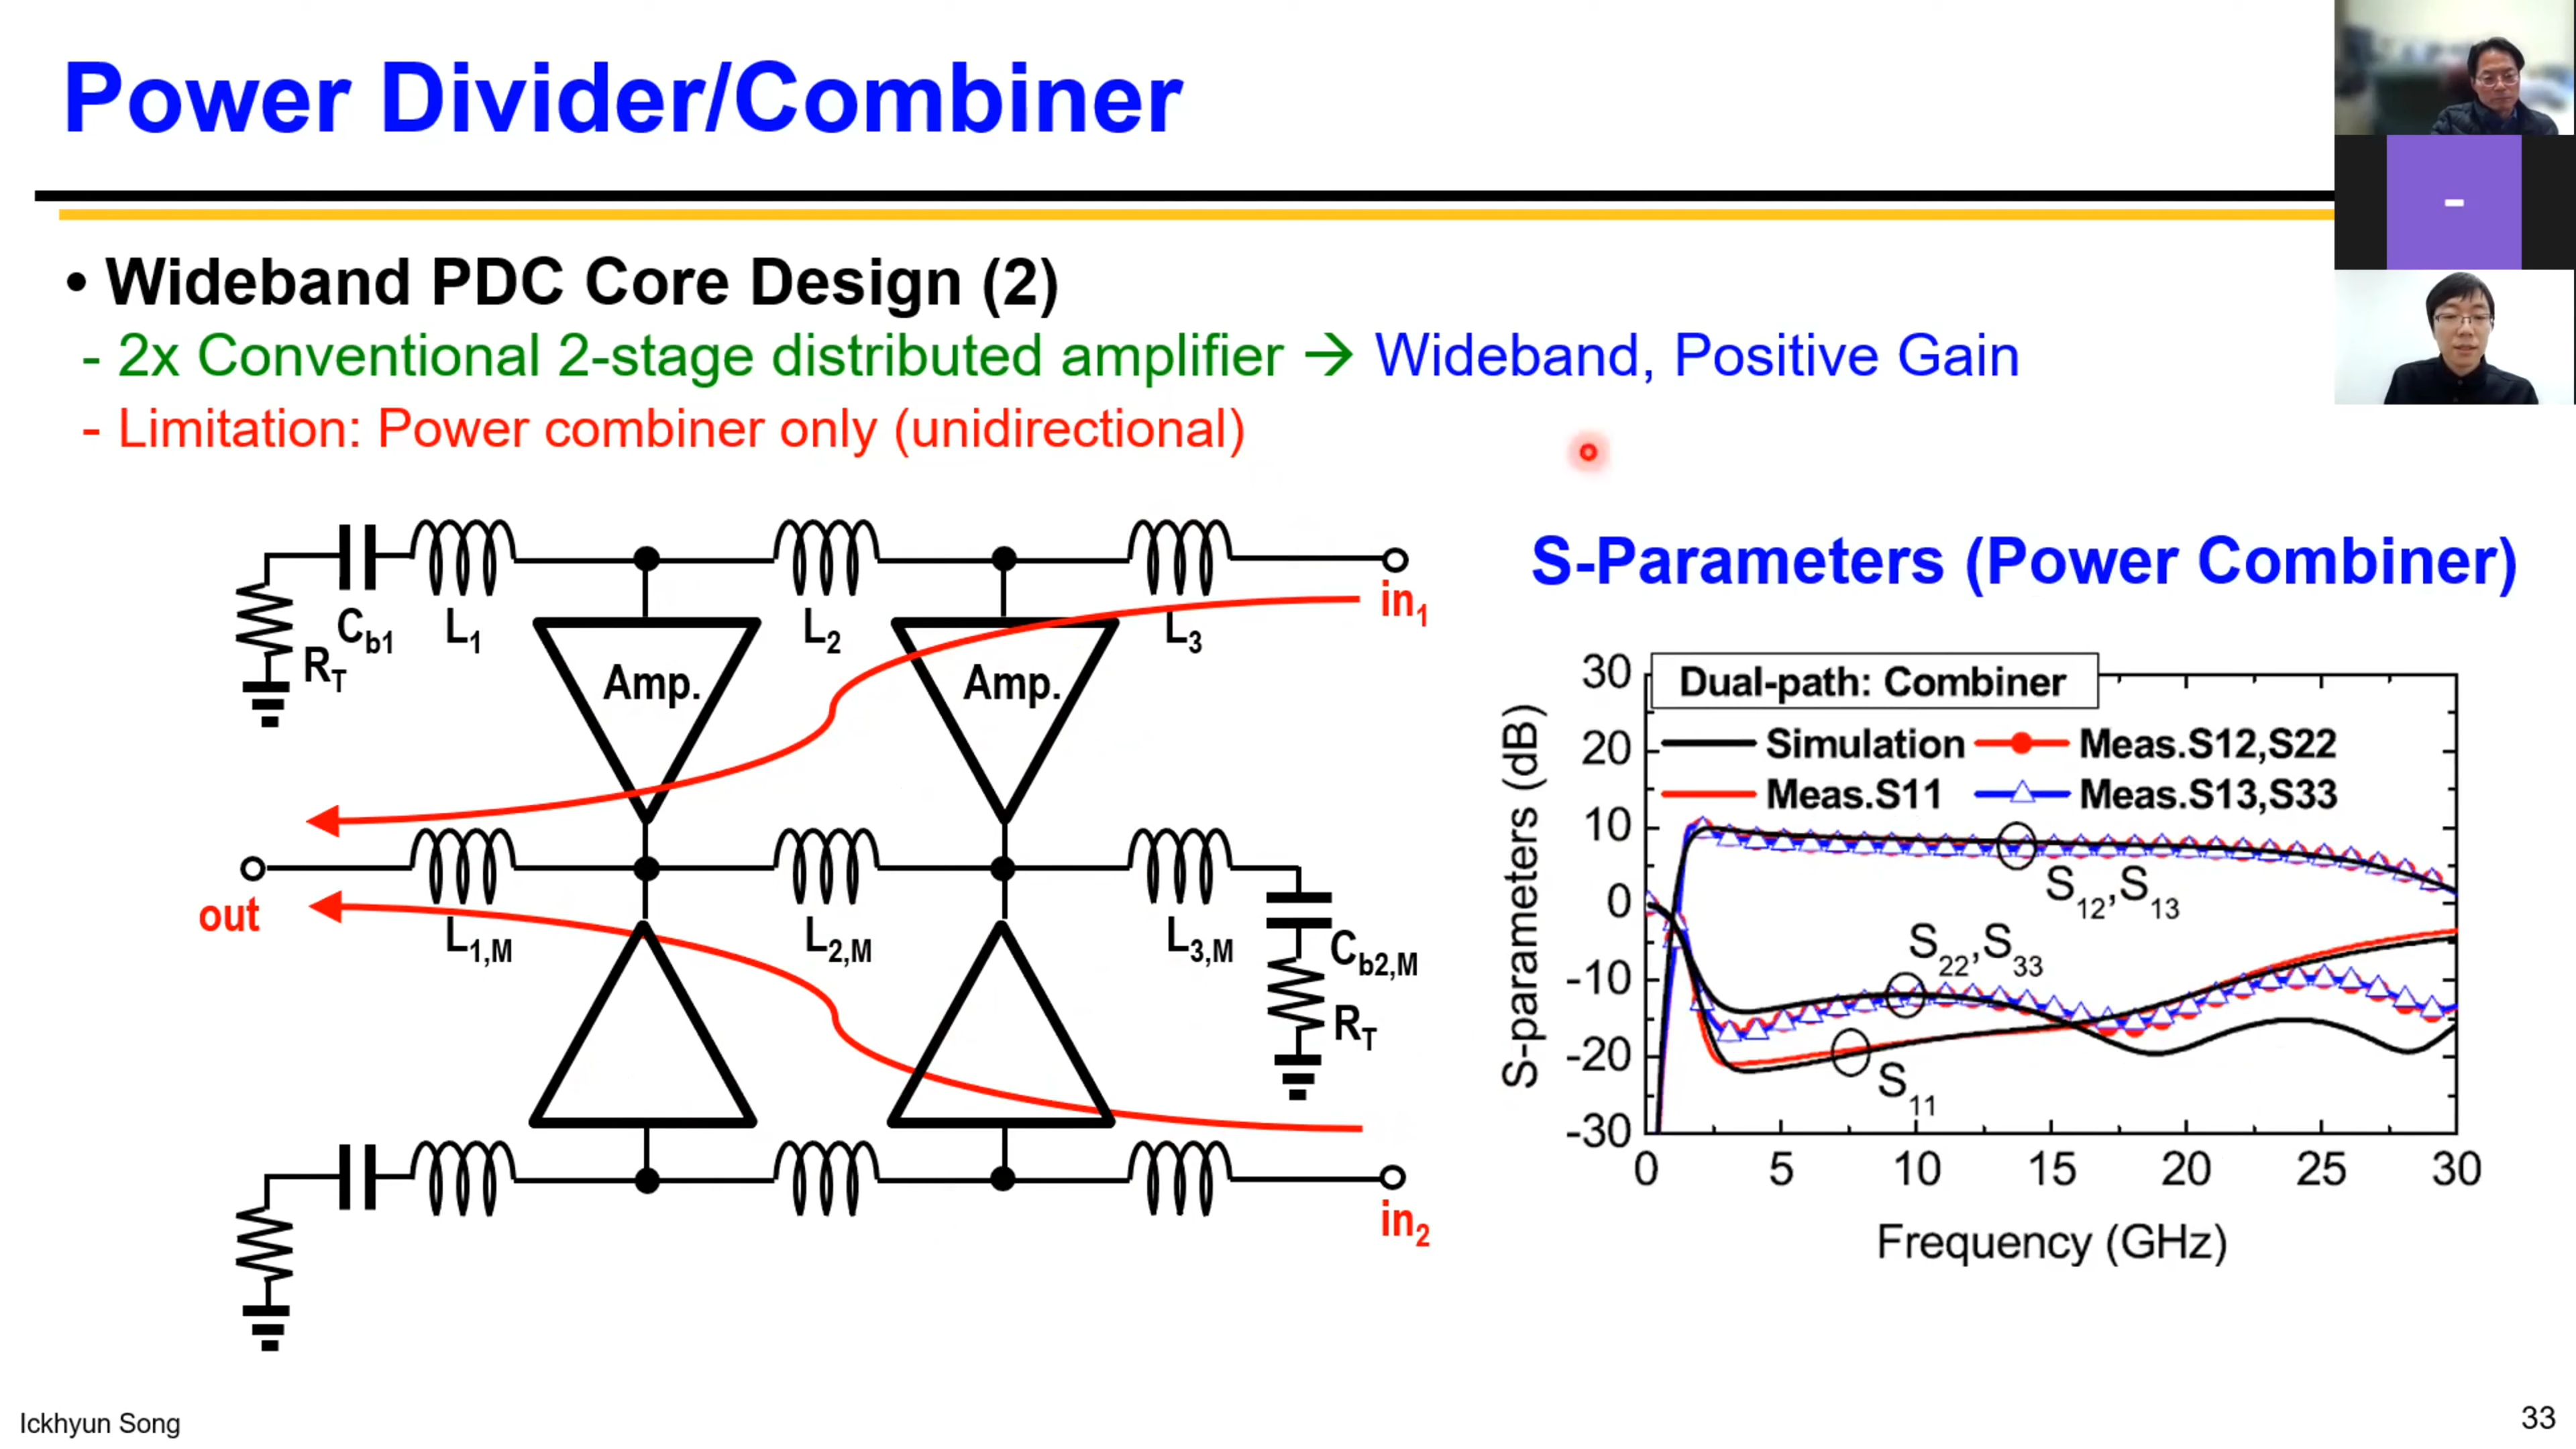 Power Divider/Combiner
-
• Wideband PDC Core Design (2)
- 2x Conventional 2-stage distributed amplifier → Wideband, Positive Gain
- Limitation: Power combiner only (unidirectional)
S-Parameters (Power Combiner)
Cb1 L1 L2 L3 in1
RT
Amp. Amp.
out
L1,M L2,M L3,M Cb2,M
RT
in2
Dual-path: Combiner
Simulation Meas.S12,S22
Meas.S11 Meas.S13,S33
S12,S13
S22,S33
S11
S-parameters (dB)
30
20
10
0
-10
-20
-30
0 5 10 15 20 25 30
Frequency (GHz)
Ickhyun Song
33